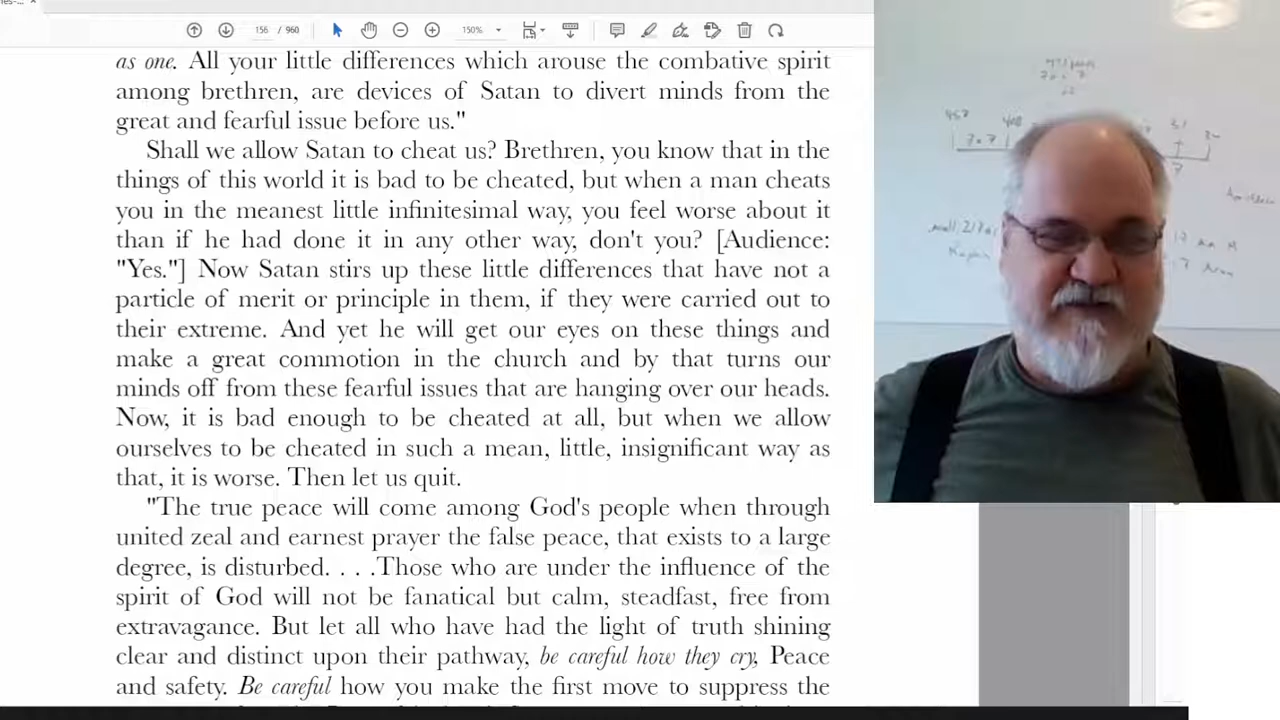 156 / 960
150%
as one. All your little differences which arouse the combative spirit
among brethren, are devices of Satan to divert minds from the
great and fearful issue before us."
Shall we allow Satan to cheat us? Brethren, you know that in the
things of this world it is bad to be cheated, but when a man cheats
you in the meanest little infinitesimal way, you feel worse about it
than if he had done it in any other way, don't you? [Audience:
"Yes."] Now Satan stirs up these little differences that have not a
particle of merit or principle in them, if they were carried out to
their extreme. And yet he will get our eyes on these things and
make a great commotion in the church and by that turns our
minds off from these fearful issues that are hanging over our heads.
Now, it is bad enough to be cheated at all, but when we allow
ourselves to be cheated in such a mean, little, insignificant way as
that, it is worse. Then let us quit.
"The true peace will come among God's people when through
united zeal and earnest prayer the false peace, that exists to a large
degree, is disturbed. . . .Those who are under the influence of the
spirit of God will not be fanatical but calm, steadfast, free from
extravagance. But let all who have had the light of truth shining
clear and distinct upon their pathway, be careful how they cry, Peace
and safety. Be careful how you make the first move to suppress the
457
408
7 x 7